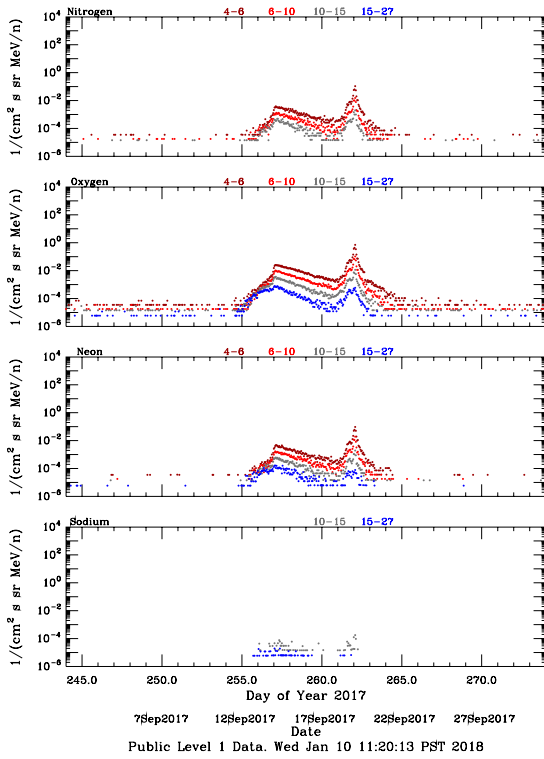 Nitrogen 4-6 6-10 10-15 15-27
10^4
10^2
10^0
10^-2
10^-4
10^-6
1/(cm^2 s sr MeV/n)
Oxygen 4-6 6-10 10-15 15-27
10^4
10^2
10^0
10^-2
10^-4
10^-6
1/(cm^2 s sr MeV/n)
Neon 4-6 6-10 10-15 15-27
10^4
10^2
10^0
10^-2
10^-4
10^-6
1/(cm^2 s sr MeV/n)
Sodium 10-15 15-27
10^4
10^2
10^0
10^-2
10^-4
10^-6
1/(cm^2 s sr MeV/n)
245.0 250.0 255.0 260.0 265.0 270.0
Day of Year 2017
7Sep2017 12Sep2017 17Sep2017 22Sep2017 27Sep2017
Date
Public Level 1 Data. Wed Jan 10 11:20:13 PST 2018